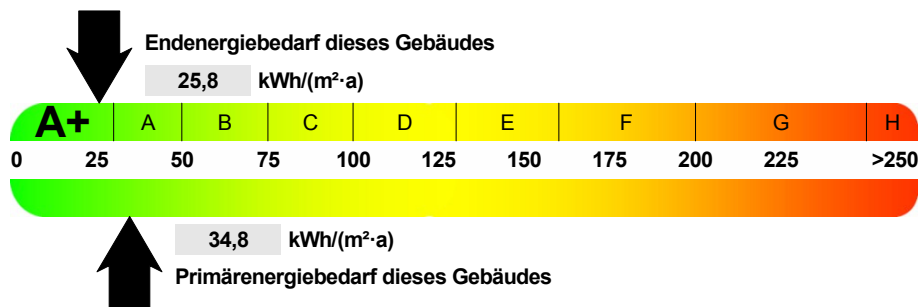 Endenergiebedarf dieses Gebäudes
25,8 kWh/(m²·a)
A+ A B C D E F G H
0 25 50 75 100 125 150 175 200 225 >250
34,8 kWh/(m²·a)
Primärenergiebedarf dieses Gebäudes